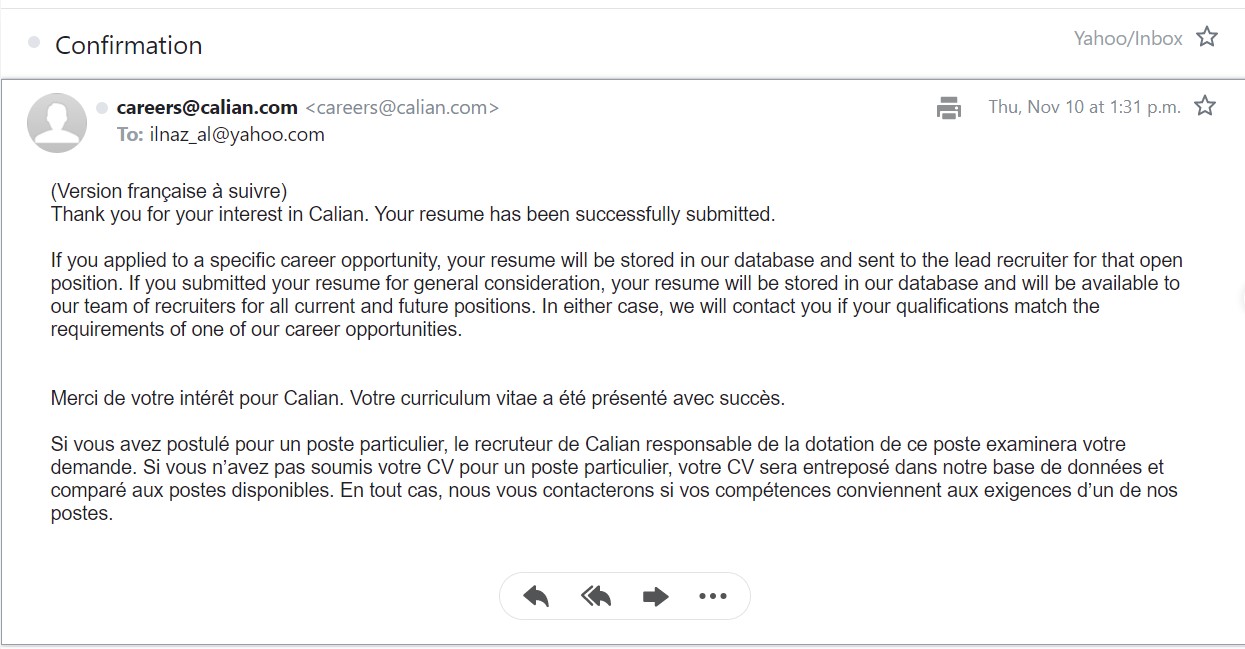 Confirmation
Yahoo/Inbox
careers@calian.com <careers@calian.com>
Thu, Nov 10 at 1:31 p.m.
To: ilnaz_al@yahoo.com
(Version française à suivre)
Thank you for your interest in Calian. Your resume has been successfully submitted.
If you applied to a specific career opportunity, your resume will be stored in our database and sent to the lead recruiter for that open
position. If you submitted your resume for general consideration, your resume will be stored in our database and will be available to
our team of recruiters for all current and future positions. In either case, we will contact you if your qualifications match the
requirements of one of our career opportunities.
Merci de votre intérêt pour Calian. Votre curriculum vitae a été présenté avec succès.
Si vous avez postulé pour un poste particulier, le recruteur de Calian responsable de la dotation de ce poste examinera votre
demande. Si vous n’avez pas soumis votre CV pour un poste particulier, votre CV sera entreposé dans notre base de données et
comparé aux postes disponibles. En tout cas, nous vous contacterons si vos compétences conviennent aux exigences d’un de nos
postes.